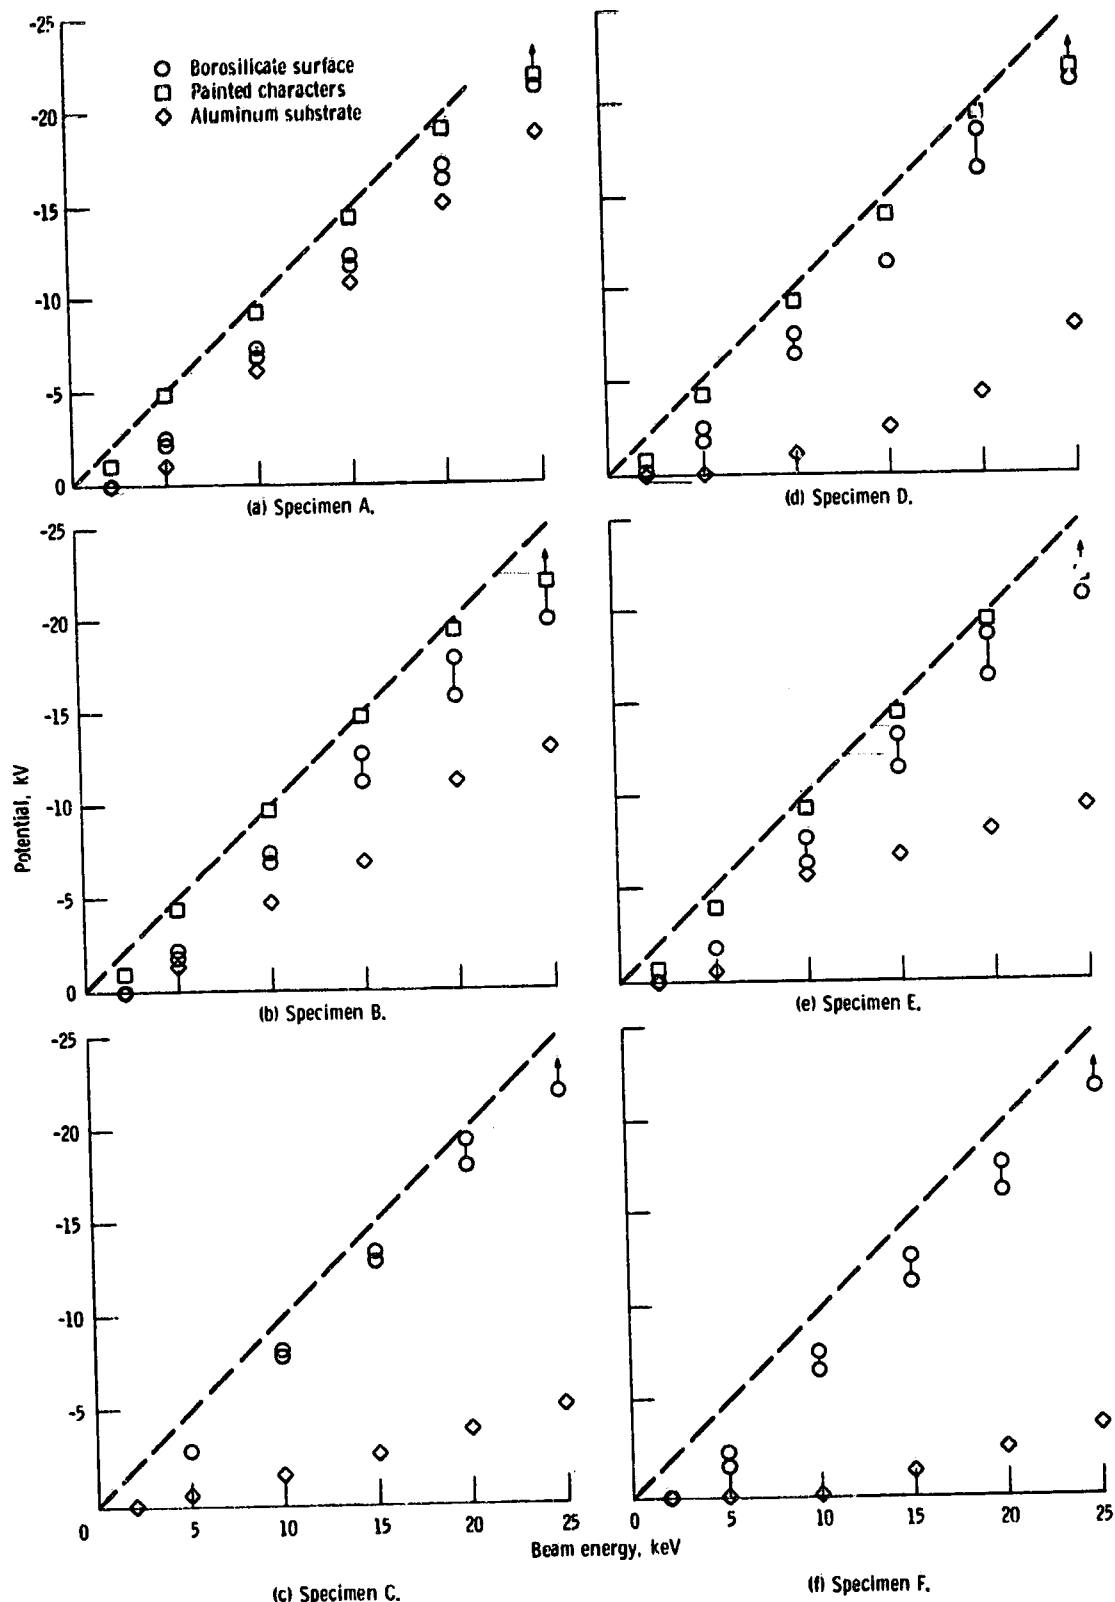 -25
-20
-15
-10
-5
0
Borosilicate surface
Painted characters
Aluminum substrate
(a) Specimen A.
(d) Specimen D.
Potential, kV
-25
-20
-15
-10
-5
0
(b) Specimen B.
(e) Specimen E.
-25
-20
-15
-10
-5
0 5 10 15 20 25
0 5 10 15 20 25
Beam energy, keV
(c) Specimen C.
(f) Specimen F.